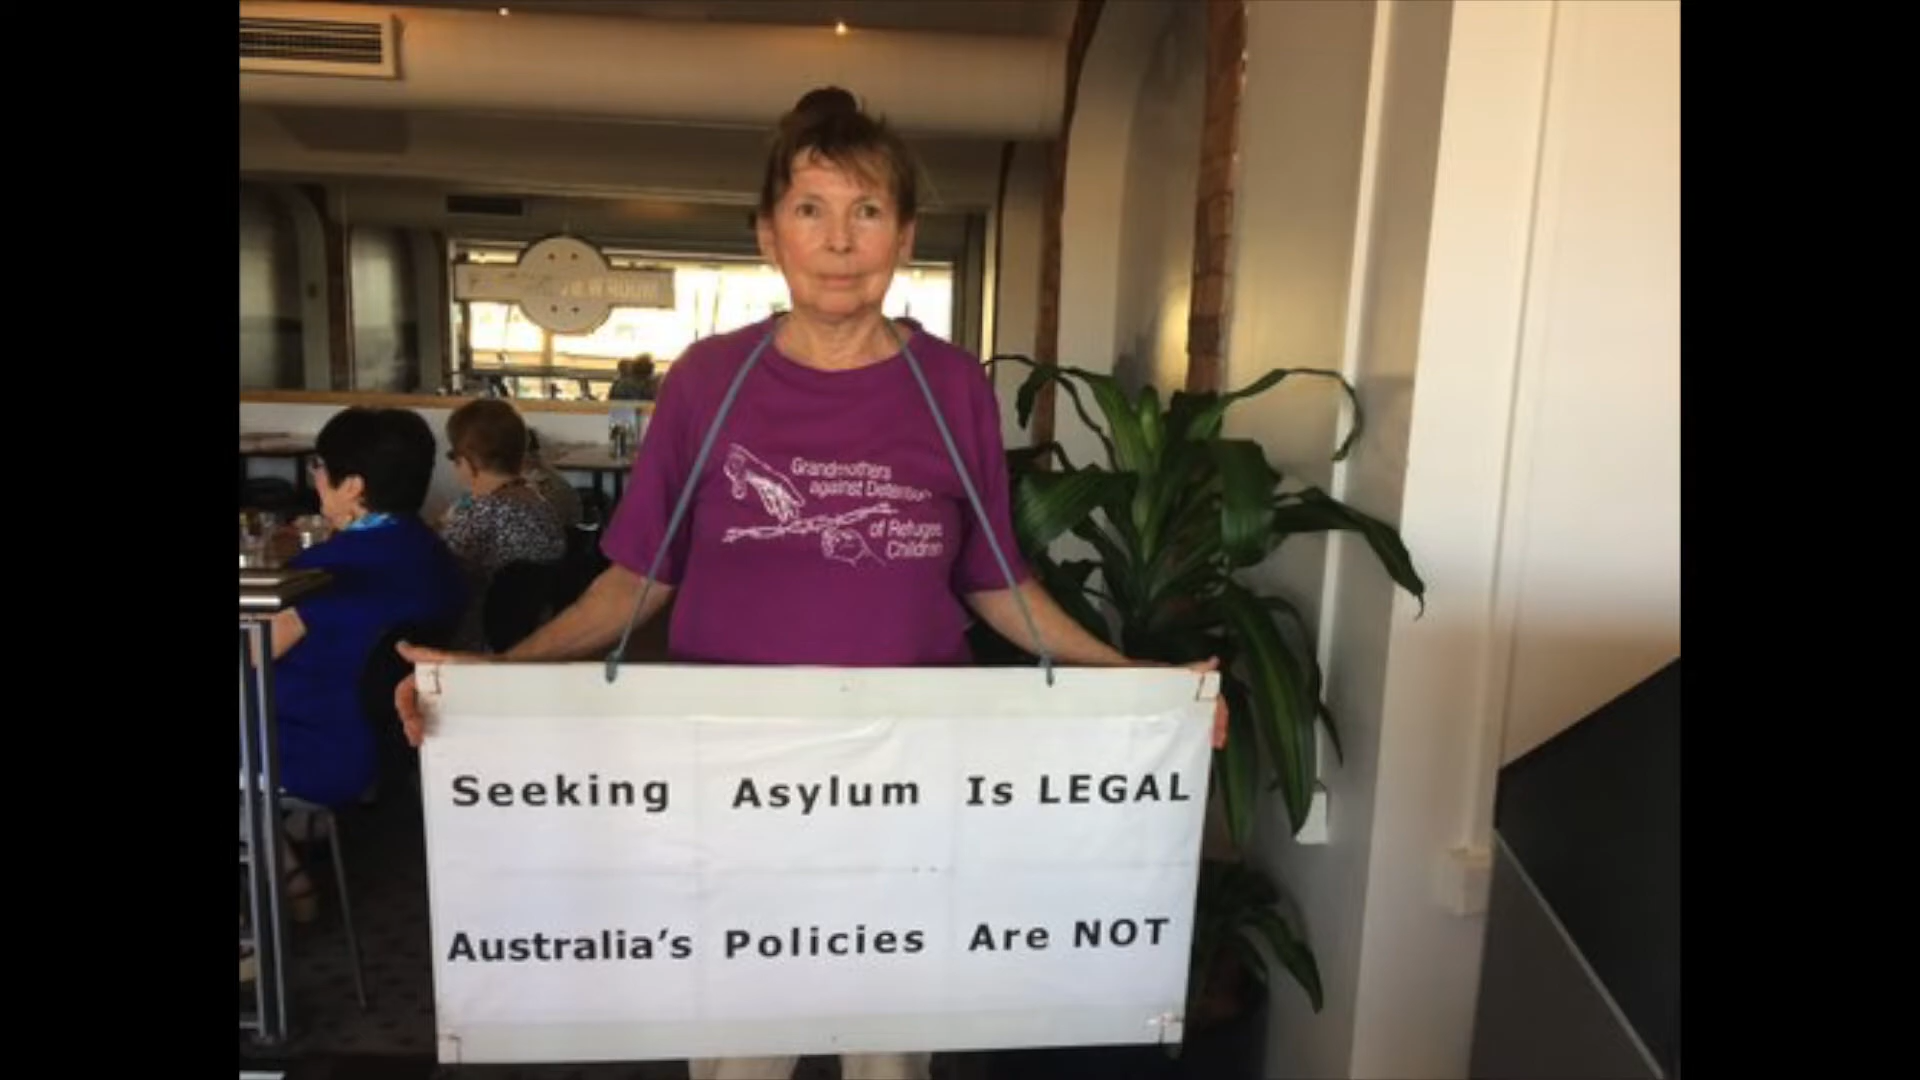 Grandmothers
against Detention
of Refugee
Children
Seeking Asylum Is LEGAL
Australia's Policies Are NOT